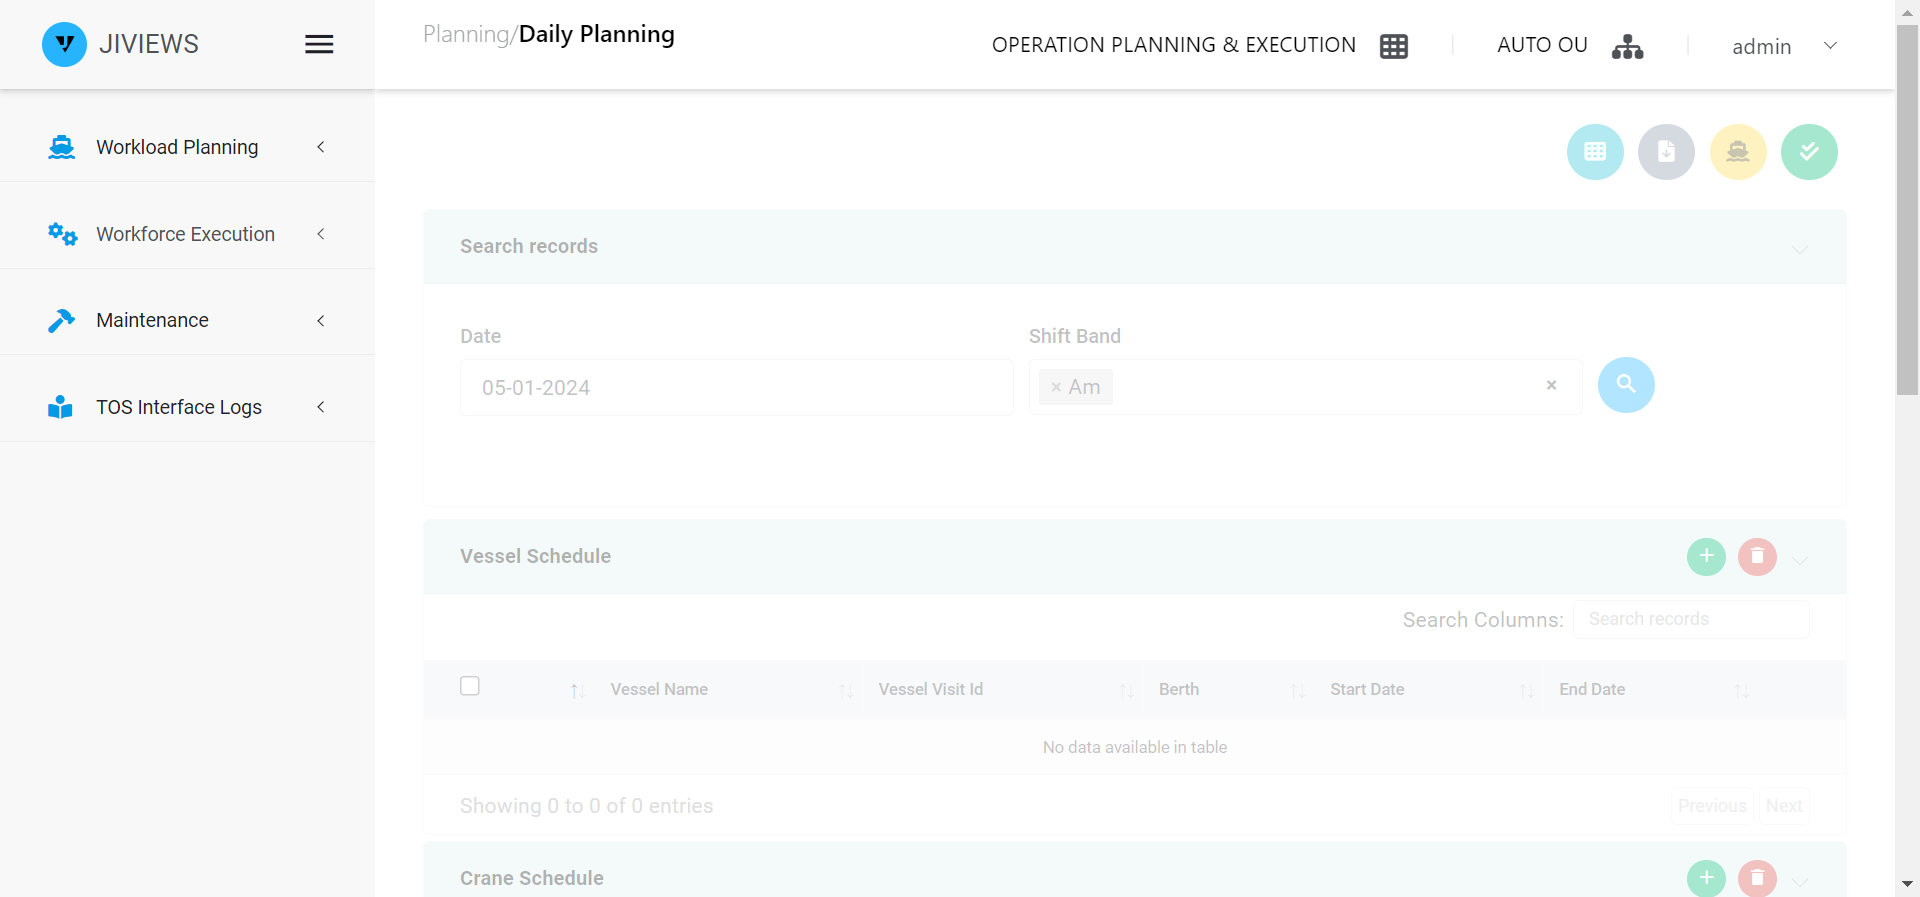 JIVIEWS
Planning/Daily Planning
OPERATION PLANNING & EXECUTION
AUTO OU
admin
Workload Planning
Workforce Execution
Maintenance
TOS Interface Logs
Search records
Date
Shift Band
05-01-2024
× Am
×
Vessel Schedule
Search Columns: Search records
Vessel Name Vessel Visit Id Berth Start Date End Date
No data available in table
Showing 0 to 0 of 0 entries
Previous Next
Crane Schedule